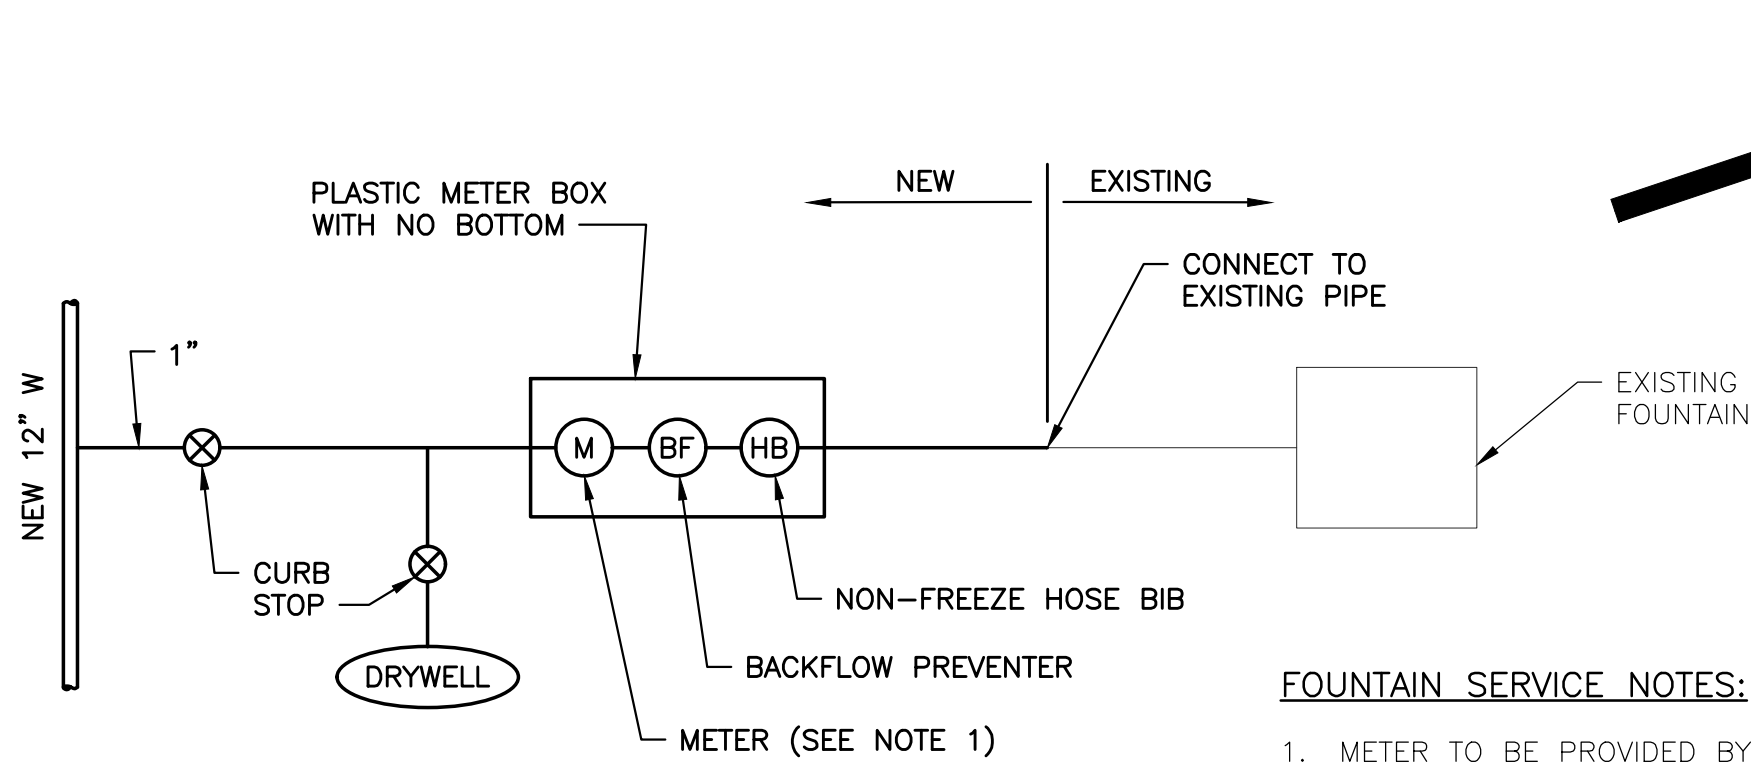 NEW
EXISTING
PLASTIC METER BOX
WITH NO BOTTOM
CONNECT TO
EXISTING PIPE
1"
NEW 12" W
EXISTING
FOUNTAIN
M
BF
HB
CURB
STOP
NON-FREEZE HOSE BIB
BACKFLOW PREVENTER
DRYWELL
METER (SEE NOTE 1)
FOUNTAIN SERVICE NOTES:
1. METER TO BE PROVIDED BY